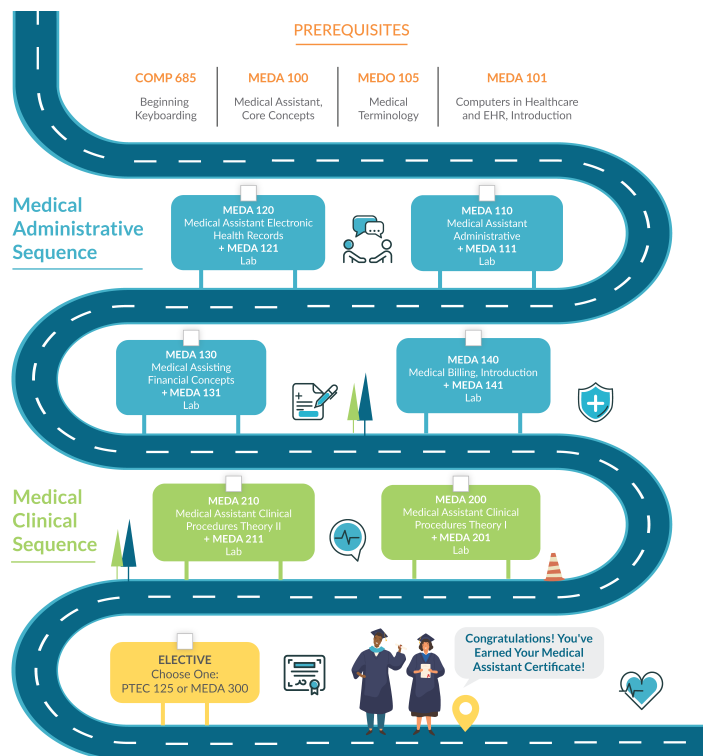 PREREQUISITES
COMP 685
Beginning
Keyboarding
MEDA 100
Medical Assistant,
Core Concepts
MEDO 105
Medical
Terminology
MEDA 101
Computers in Healthcare
and EHR, Introduction
Medical
Administrative
Sequence
MEDA 120
Medical Assistant Electronic
Health Records
+ MEDA 121
Lab
MEDA 110
Medical Assistant
Administrative
+ MEDA 111
Lab
MEDA 130
Medical Assisting
Financial Concepts
+ MEDA 131
Lab
MEDA 140
Medical Billing, Introduction
+ MEDA 141
Lab
Medical
Clinical
Sequence
MEDA 210
Medical Assistant Clinical
Procedures Theory II
+ MEDA 211
Lab
MEDA 200
Medical Assistant Clinical
Procedures Theory I
+ MEDA 201
Lab
ELECTIVE
Choose One:
PTEC 125 or MEDA 300
Congratulations! You've
Earned Your Medical
Assistant Certificate!